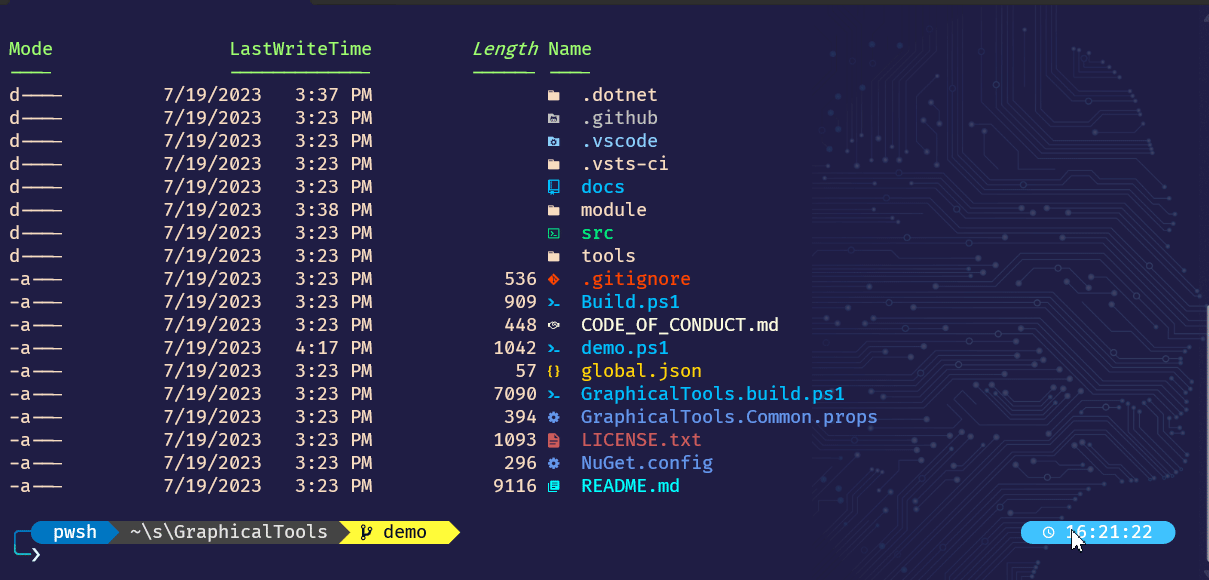 Mode LastWriteTime Length Name
---- ------------- ------ ----
d---- 7/19/2023 3:37 PM .dotnet
d---- 7/19/2023 3:23 PM .github
d---- 7/19/2023 3:23 PM .vscode
d---- 7/19/2023 3:23 PM .vsts-ci
d---- 7/19/2023 3:23 PM docs
d---- 7/19/2023 3:38 PM module
d---- 7/19/2023 3:23 PM src
d---- 7/19/2023 3:23 PM tools
-a--- 7/19/2023 3:23 PM 536 .gitignore
-a--- 7/19/2023 3:23 PM 909 Build.ps1
-a--- 7/19/2023 3:23 PM 448 CODE_OF_CONDUCT.md
-a--- 7/19/2023 4:17 PM 1042 demo.ps1
-a--- 7/19/2023 3:23 PM 57 global.json
-a--- 7/19/2023 3:23 PM 7090 GraphicalTools.build.ps1
-a--- 7/19/2023 3:23 PM 394 GraphicalTools.Common.props
-a--- 7/19/2023 3:23 PM 1093 LICENSE.txt
-a--- 7/19/2023 3:23 PM 296 NuGet.config
-a--- 7/19/2023 3:23 PM 9116 README.md
pwsh ~\s\GraphicalTools demo 16:21:22
❯